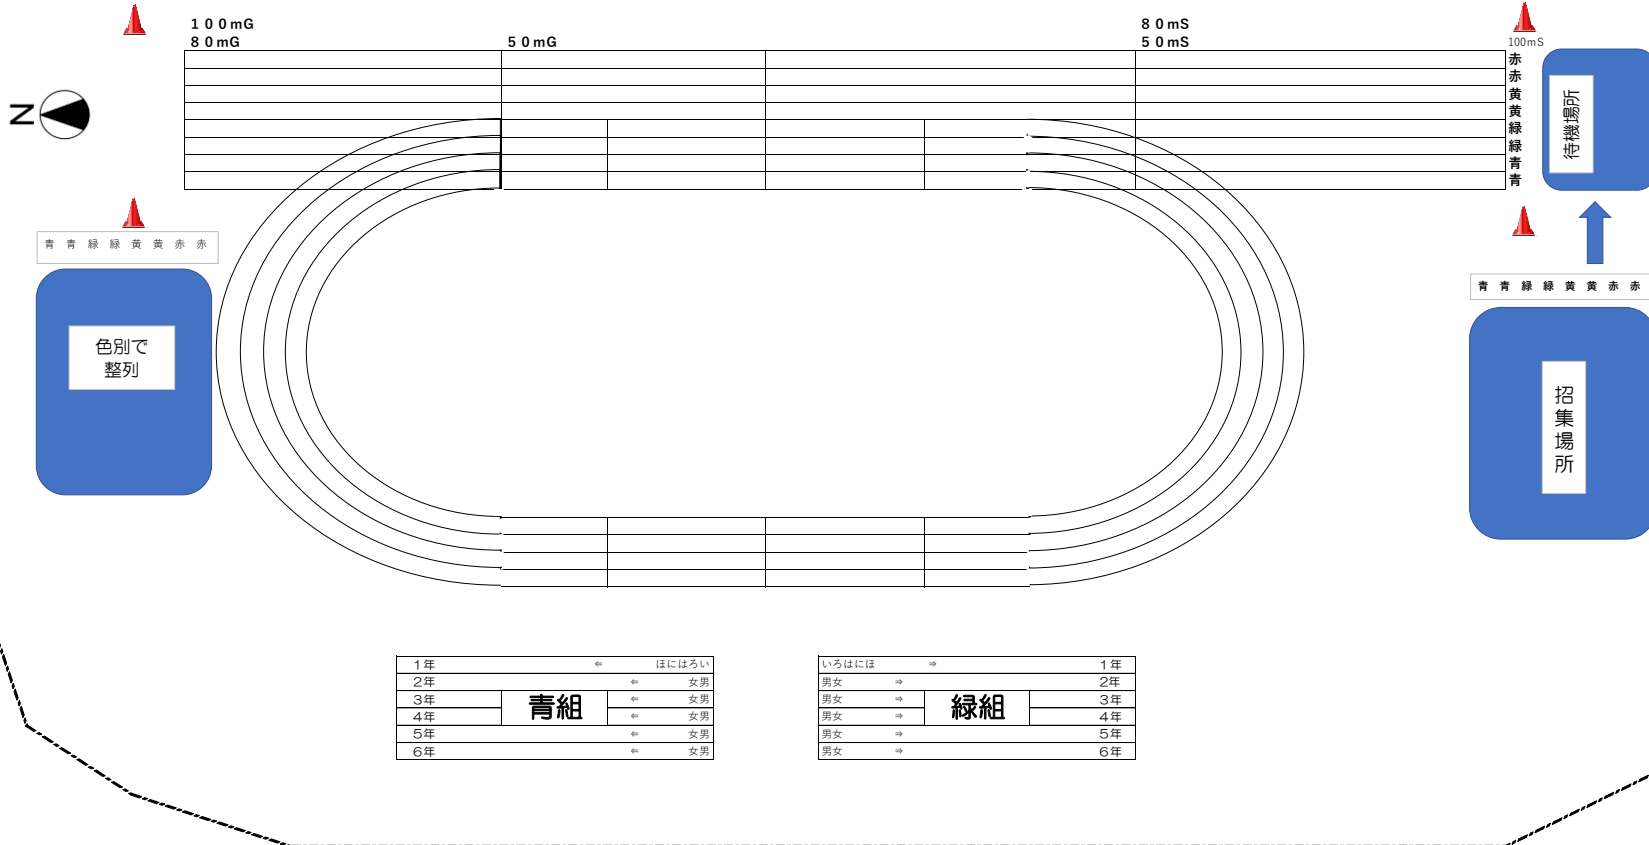 １００mG
８０mG
５０mG
８０mS
５０mS
100mS
赤
赤
黄
黄
緑
緑
青
青
待機場所
N
青 青 緑 緑 黄 黄 赤 赤
色別で
整列
青 青 緑 緑 黄 黄 赤 赤
招集場所
1年 ⇐ ほにはろい
2年 ⇐ 女男
3年 ⇐ 女男
4年 ⇐ 女男
5年 ⇐ 女男
6年 ⇐ 女男
青組
いろはにほ ⇒ 1年
男女 ⇒ 2年
男女 ⇒ 3年
男女 ⇒ 4年
男女 ⇒ 5年
男女 ⇒ 6年
緑組